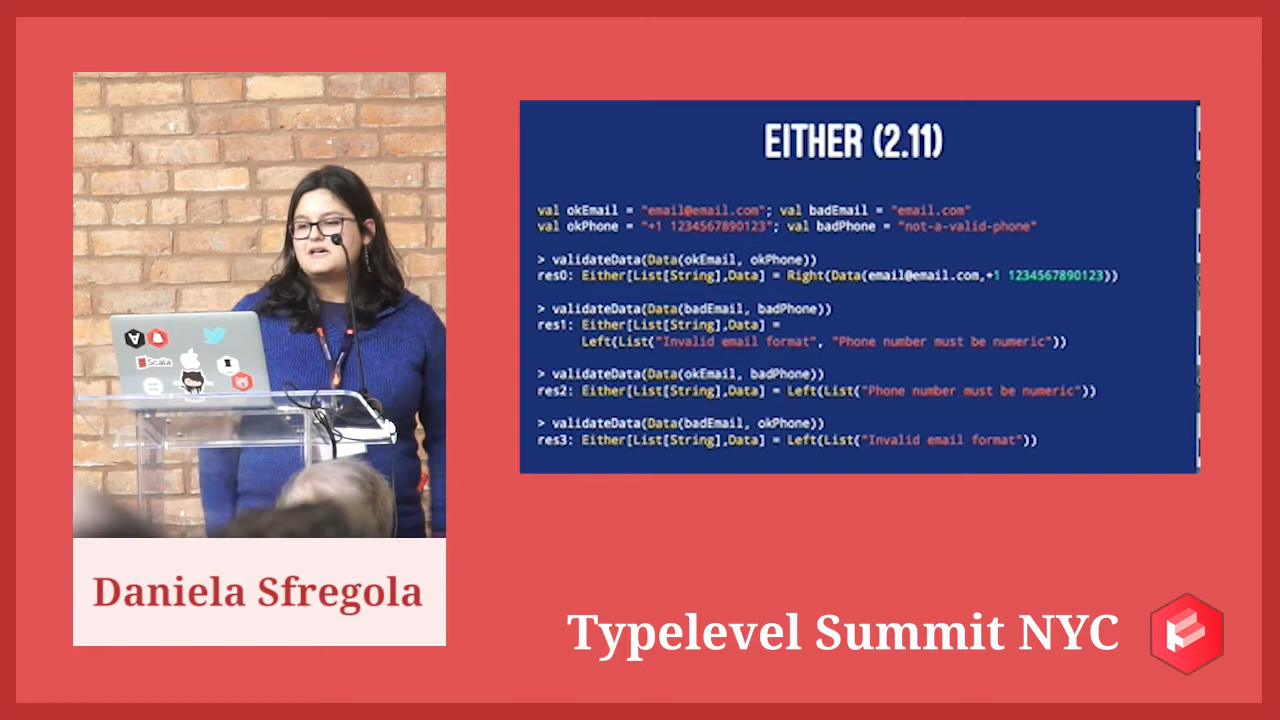 EITHER (2.11)
val okEmail = "email@email.com"; val badEmail = "email.com"
val okPhone = "+1 1234567890123"; val badPhone = "not-a-valid-phone"
> validateData(Data(okEmail, okPhone))
res0: Either[List[String],Data] = Right(Data(email@email.com,+1 1234567890123))
> validateData(Data(badEmail, badPhone))
res1: Either[List[String],Data] =
Left(List("Invalid email format", "Phone number must be numeric"))
> validateData(Data(okEmail, badPhone))
res2: Either[List[String],Data] = Left(List("Phone number must be numeric"))
> validateData(Data(badEmail, okPhone))
res3: Either[List[String],Data] = Left(List("Invalid email format"))
Scala
Daniela Sfregola
Typelevel Summit NYC